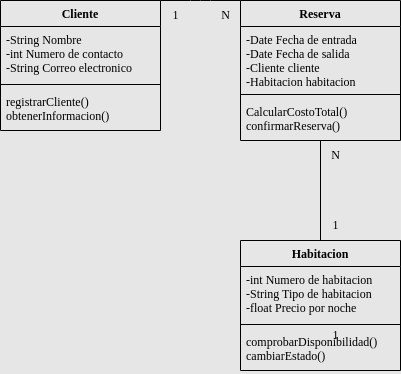 Cliente
-String Nombre
-int Numero de contacto
-String Correo electronico
registrarCliente()
obtenerInformacion()
1
N
Reserva
-Date Fecha de entrada
-Date Fecha de salida
-Cliente cliente
-Habitacion habitacion
CalcularCostoTotal()
confirmarReserva()
N
1
Habitacion
-int Numero de habitacion
-String Tipo de habitacion
-float Precio por noche
1
comprobarDisponibilidad()
cambiarEstado()